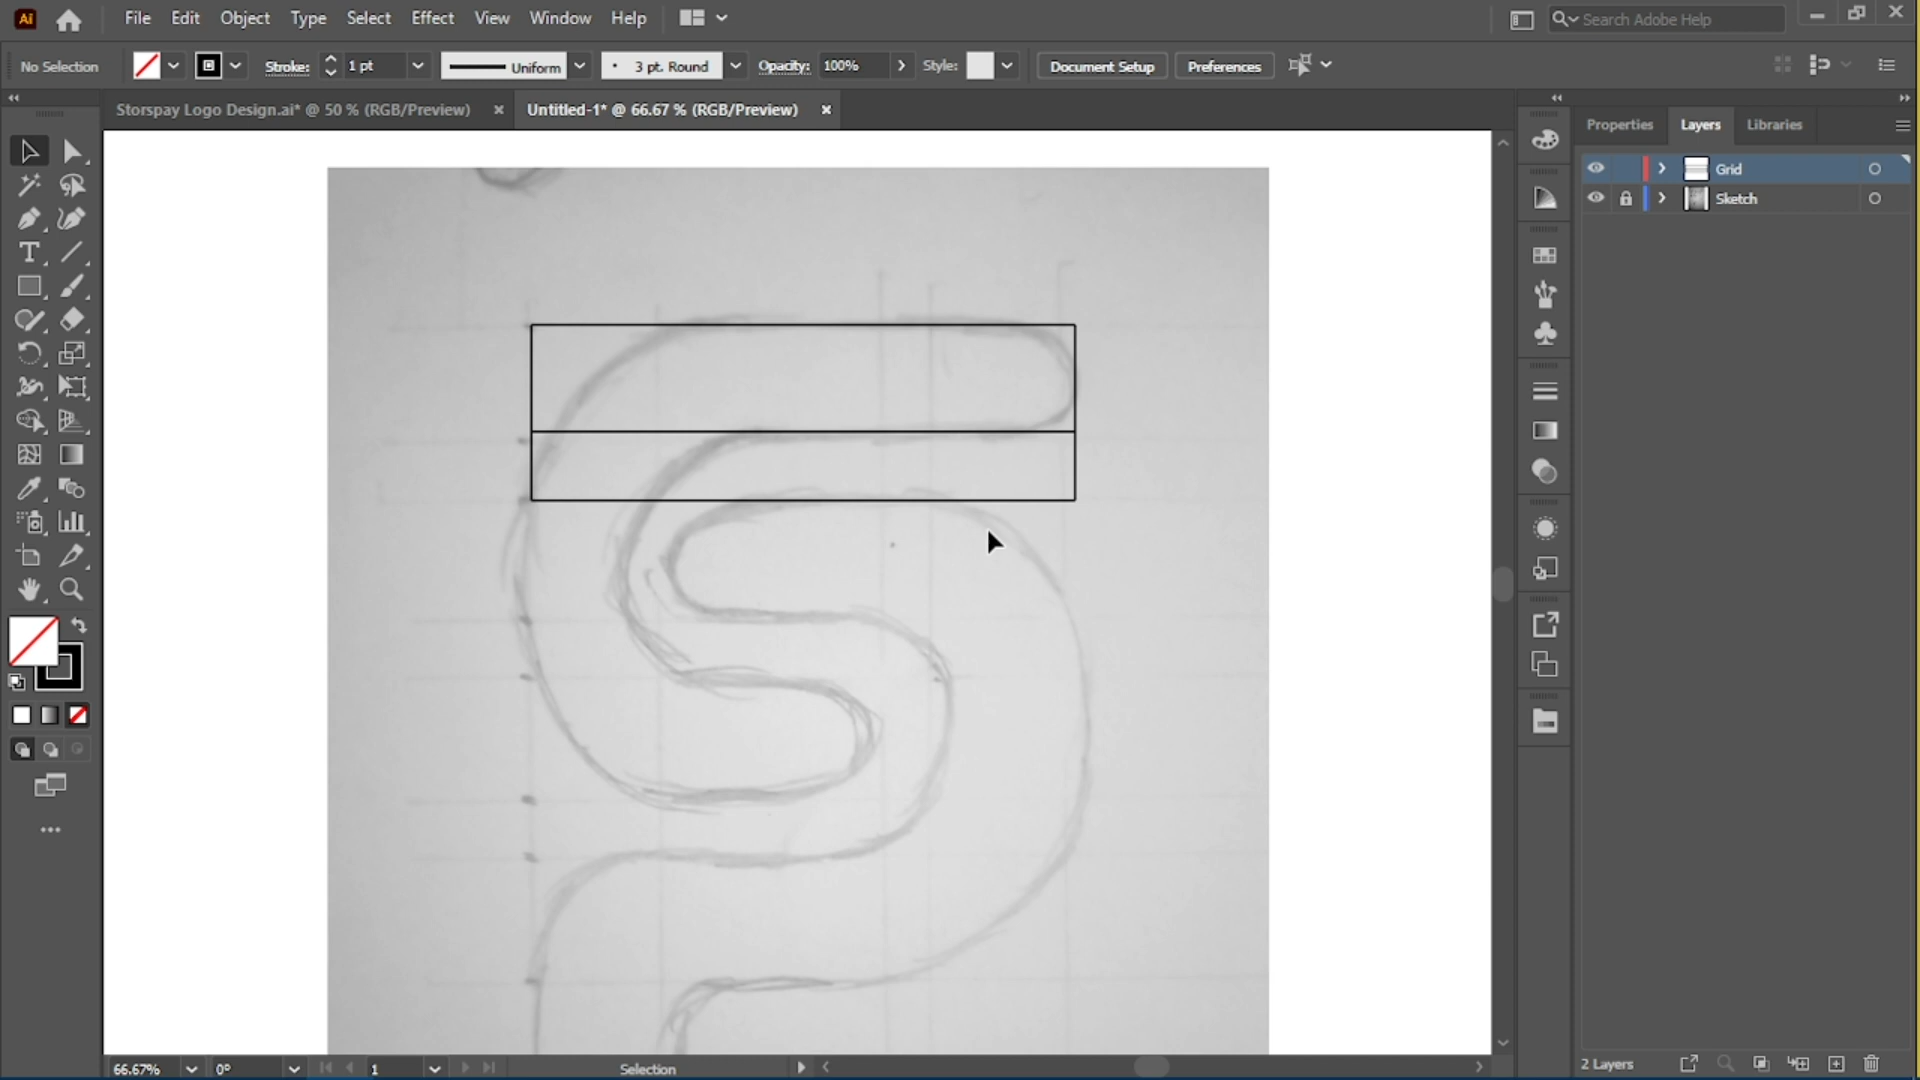 Ai File Edit Object Type Select Effect View Window Help Search Adobe Help
No Selection Stroke: 1 pt Uniform 3 pt. Round Opacity: 100% Style: Document Setup Preferences
Storspay Logo Design.ai* @ 50 % (RGB/Preview) Untitled-1* @ 66.67 % (RGB/Preview)
Properties Layers Libraries
Grid
Sketch
66.67% 0° 1 Selection
2 Layers